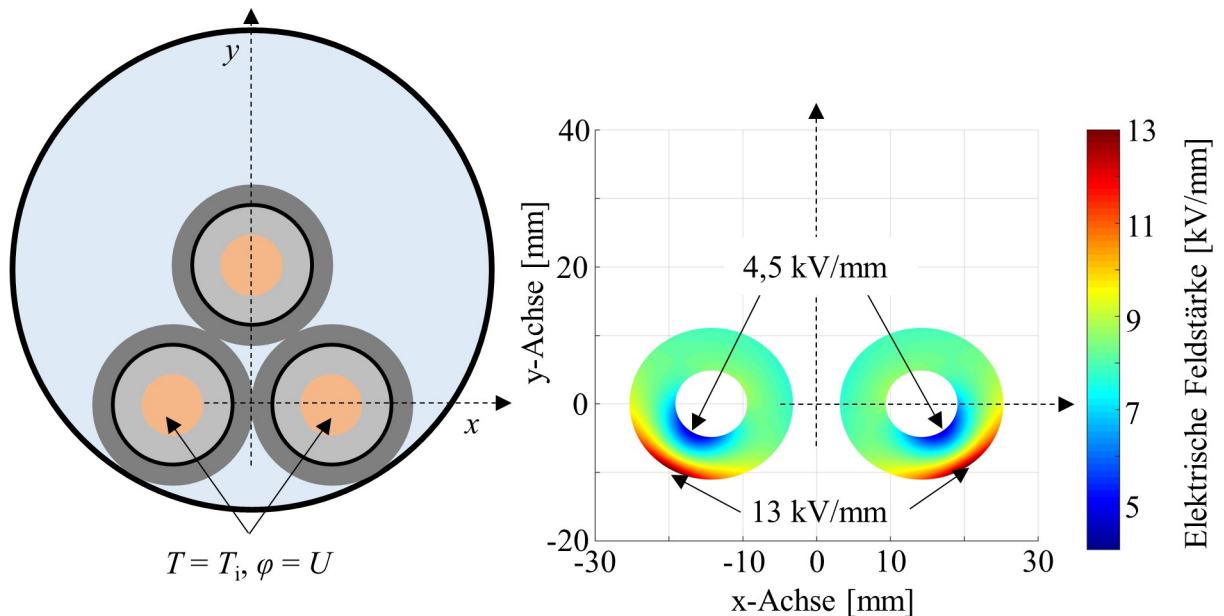 y
x
T = Tᵢ, φ = U
40
20
0
-20
-30
-10
0
10
30
y-Achse [mm]
x-Achse [mm]
4,5 kV/mm
13 kV/mm
13
11
9
7
5
Elektrische Feldstärke [kV/mm]